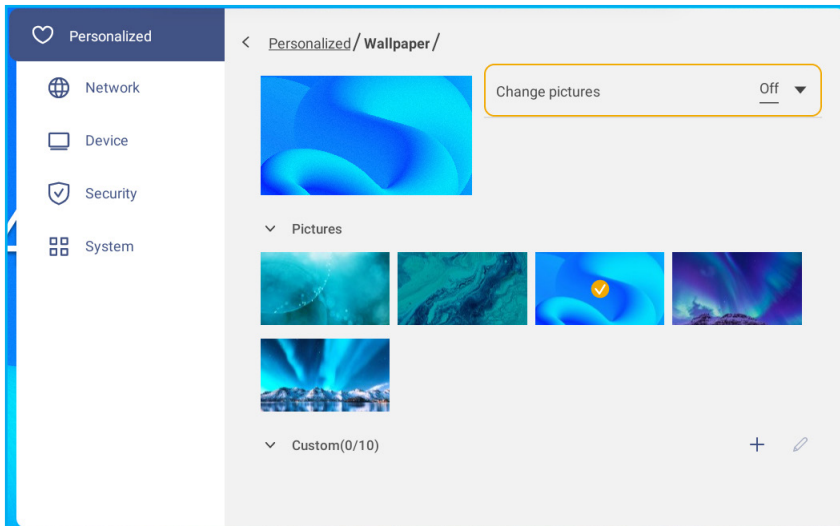 Personalized
Network
Device
Security
System
Personalized/Wallpaper/
Change pictures Off
Pictures
Custom(0/10)